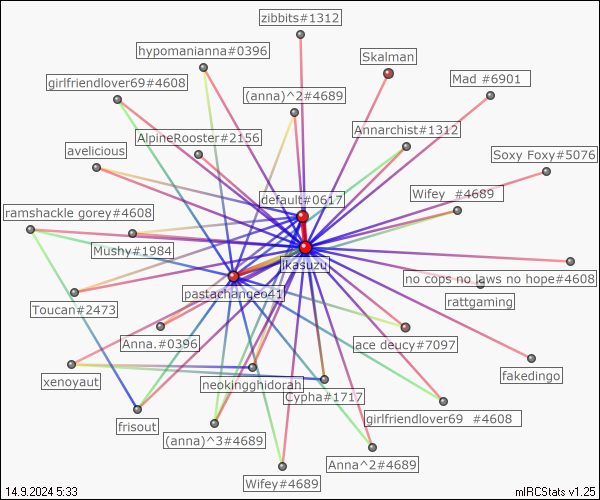 zibbits#1312
hypomanianna#0396
Skalman
girlfriendlover69#4608
Mad #6901
(anna)^2#4689
Annarchist#1312
AlpineRooster#2156
avelicious
Soxy Foxy#5076
default#0617
Wifey  #4689
ramshackle gorey#4608
Mushy#1984
ikasuzu
no cops no laws no hope#4608
pastachangeo41
rattgaming
Toucan#2473
Anna.#0396
ace deucy#7097
fakedingo
xenoyaut
neokingghidorah
Cypha#1717
girlfriendlover69  #4608
frisout
(anna)^3#4689
Anna^2#4689
Wifey#4689
14.9.2024 5:33
mIRCStats v1.25